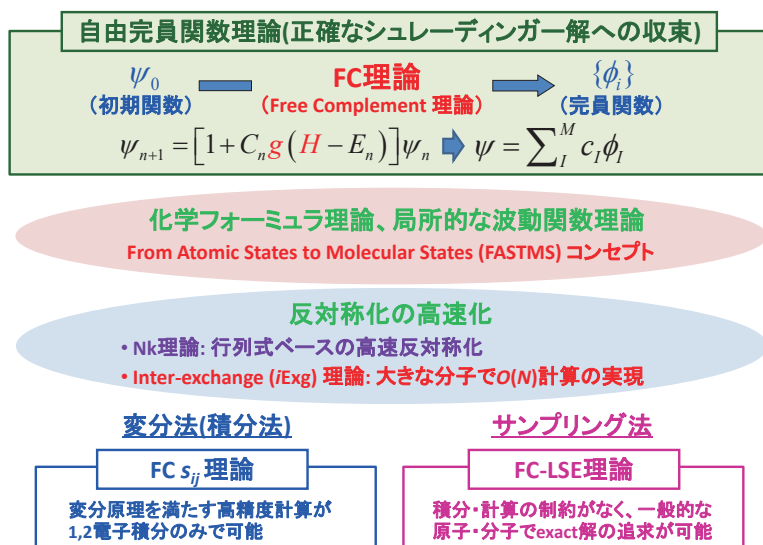 自由完員関数理論(正確なシュレーディンガー解への収束)
ψ₀ FC理論 {ϕᵢ}
(初期関数) (Free Complement 理論) (完員関数)
ψₙ₊₁ = [1 + Cₙg(H − Eₙ)]ψₙ ➡ ψ = ∑_I^M c_Iϕ_I
化学フォーミュラ理論、局所的な波動関数理論
From Atomic States to Molecular States (FASTMS) コンセプト
反対称化の高速化
• Nk理論: 行列式ベースの高速反対称化
• Inter-exchange (iExg) 理論: 大きな分子でO(N)計算の実現
変分法(積分法)
FC sᵢⱼ 理論
変分原理を満たす高精度計算が
1,2電子積分のみで可能
サンプリング法
FC-LSE理論
積分・計算の制約がなく、一般的な
原子・分子でexact解の追求が可能